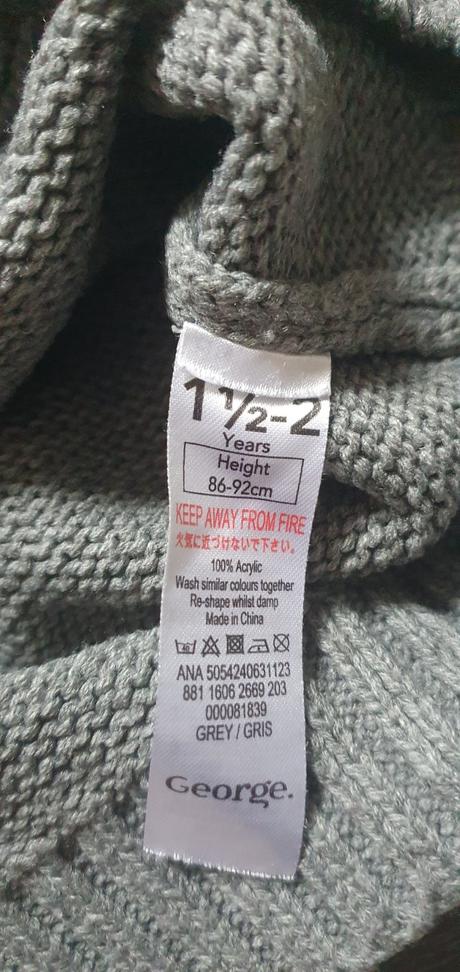 1 1/2-2
Years
Height
86-92cm
KEEP AWAY FROM FIRE
火気に近づけないで下さい。
100% Acrylic
Wash similar colours together
Re-shape whilst damp
Made in China
ANA 5054240631123
881 1606 2669 203
000081839
GREY / GRIS
George.